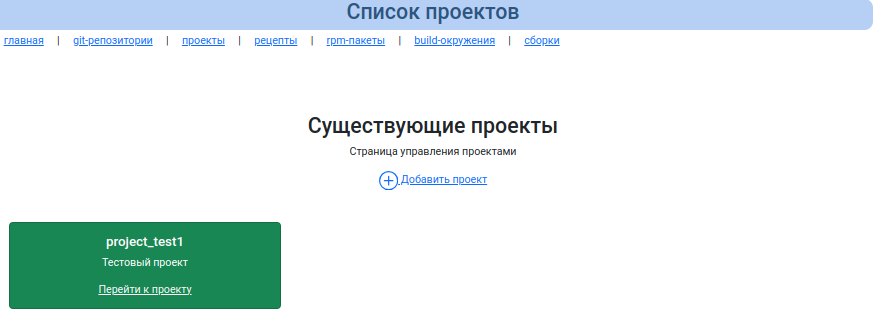 Список проектов
главная | git-репозитории | проекты | рецепты | rpm-пакеты | build-окружения | сборки
Существующие проекты
Страница управления проектами
Добавить проект
project_test1
Тестовый проект
Перейти к проекту